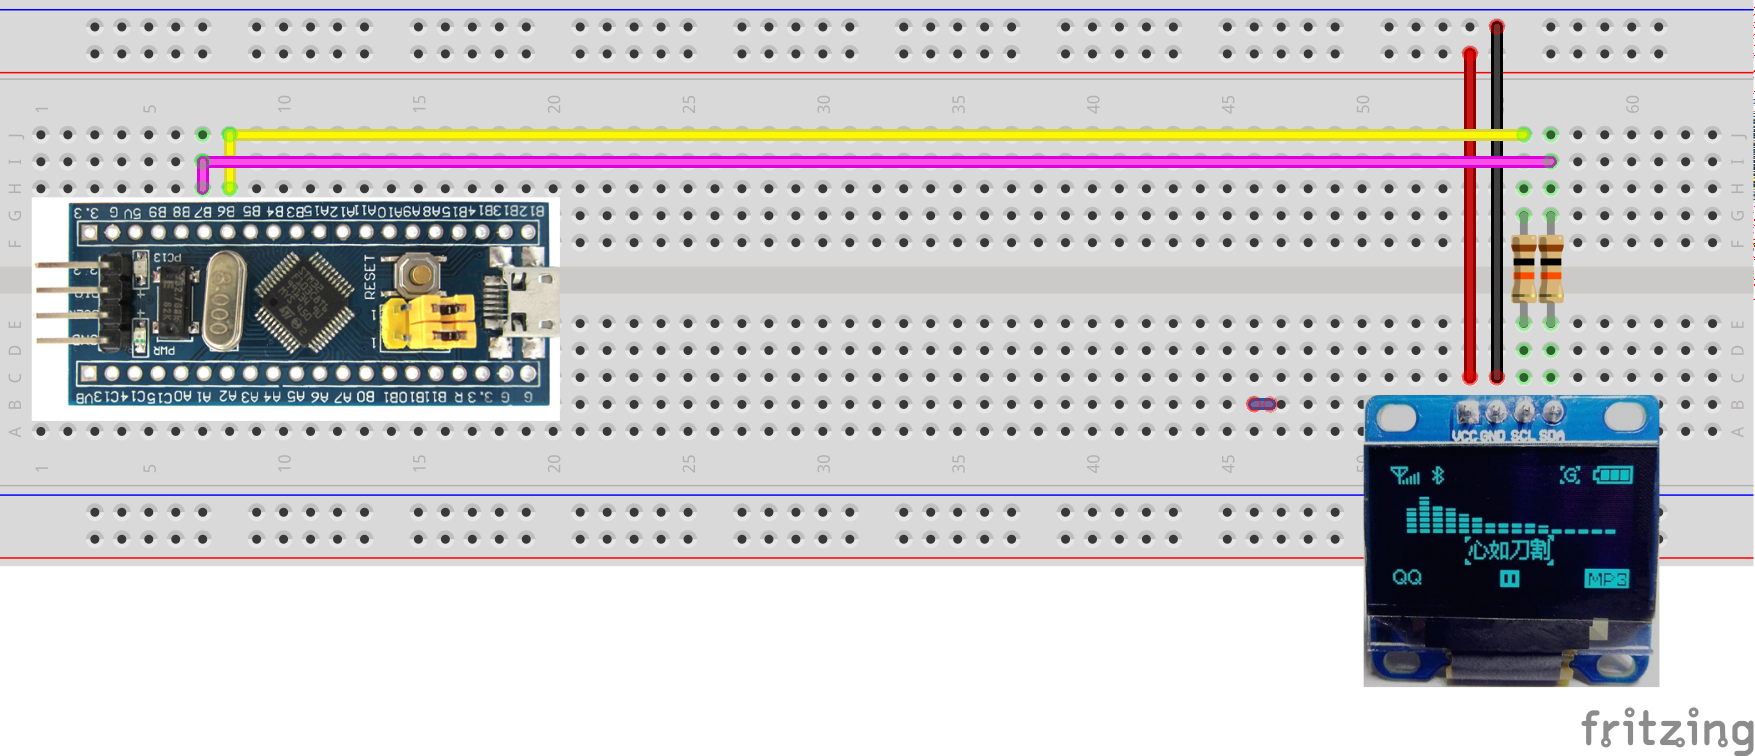 1 5 10 15 20 25 30 35 40 45 50 60
J J
I I
H H
G G
F F
3.3 G 5V B9 B8 B7 B6 B5 B4 B3 A15 A12 A11 A10 A9 A8 B15 B14 B13 B12
PC13
RESET
8.000
1
1
PWR
E E
D D
C C
B B
A A
VB C13 C14 C15 A0 A1 A2 A3 A4 A5 A6 A7 B0 B1 B10 B11 R 3.3 G G
1 5 10 15 20 25 30 35 40 45
VCC GND SCL SDA
G
心如刀割
QQ
MP3
fritzing